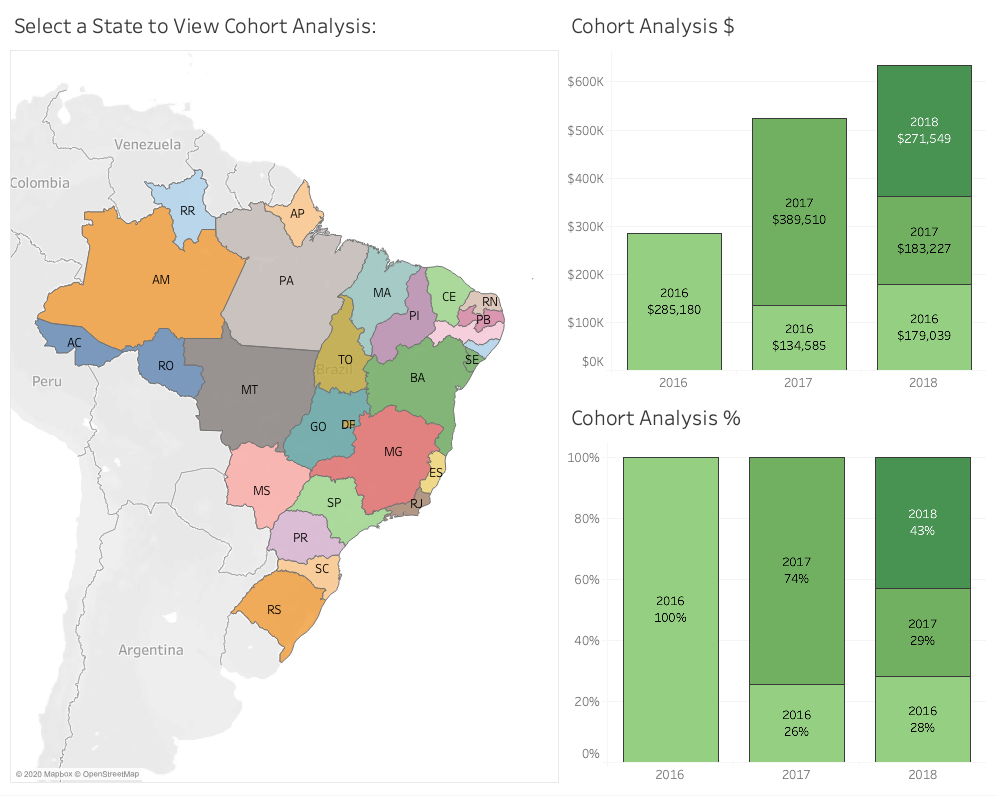 Select a State to View Cohort Analysis:
Venezuela
Colombia
RR
AP
AM
PA
MA
CE
RN
PI
PB
AC
RO
TO
SE
Peru
Brazil
MT
BA
GO
DF
MG
ES
MS
SP
RJ
PR
SC
RS
Argentina
© 2020 Mapbox © OpenStreetMap
Cohort Analysis $
$600K
$500K
$400K
$300K
$200K
$100K
$0K
2016
$285,180
2017
$389,510
2016
$134,585
2018
$271,549
2017
$183,227
2016
$179,039
2016
2017
2018
Cohort Analysis %
100%
80%
60%
40%
20%
0%
2016
100%
2017
74%
2016
26%
2018
43%
2017
29%
2016
28%
2016
2017
2018